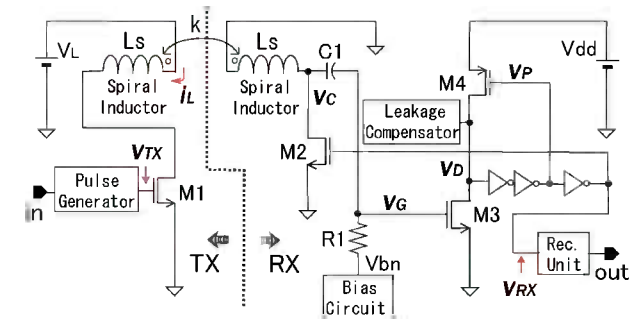 VL
Ls
k
Ls
C1
Vdd
Spiral
Inductor
iL
Spiral
Inductor
VC
M4
VP
Leakage
Compensator
M2
VTX
VD
Pulse
Generator
M1
n
VG
M3
R1
TX
RX
Vbn
Bias
Circuit
Rec.
Unit
VRX
out